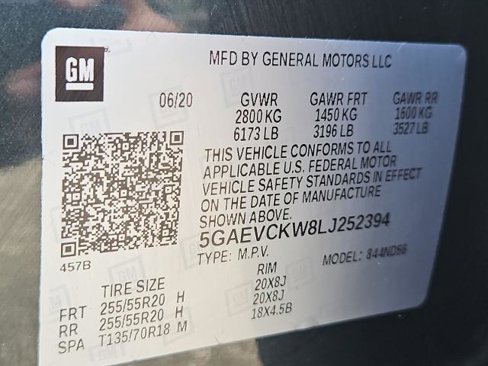 GM
MFD BY GENERAL MOTORS LLC
06/20 GVWR GAWR FRT GAWR RR
2800 KG 1450 KG 1600 KG
6173 LB 3196 LB 3527 LB
THIS VEHICLE CONFORMS TO ALL
APPLICABLE U.S. FEDERAL MOTOR
VEHICLE SAFETY STANDARDS IN EFFECT
ON THE DATE OF MANUFACTURE
SHOWN ABOVE.
5GAEVCKW8LJ252394
457B TYPE: M.P.V. MODEL:
TIRE SIZE RIM
FRT 255/55R20 H 20X8J
RR 255/55R20 H 20X8J
SPA T135/70R18 M 18X4.5B